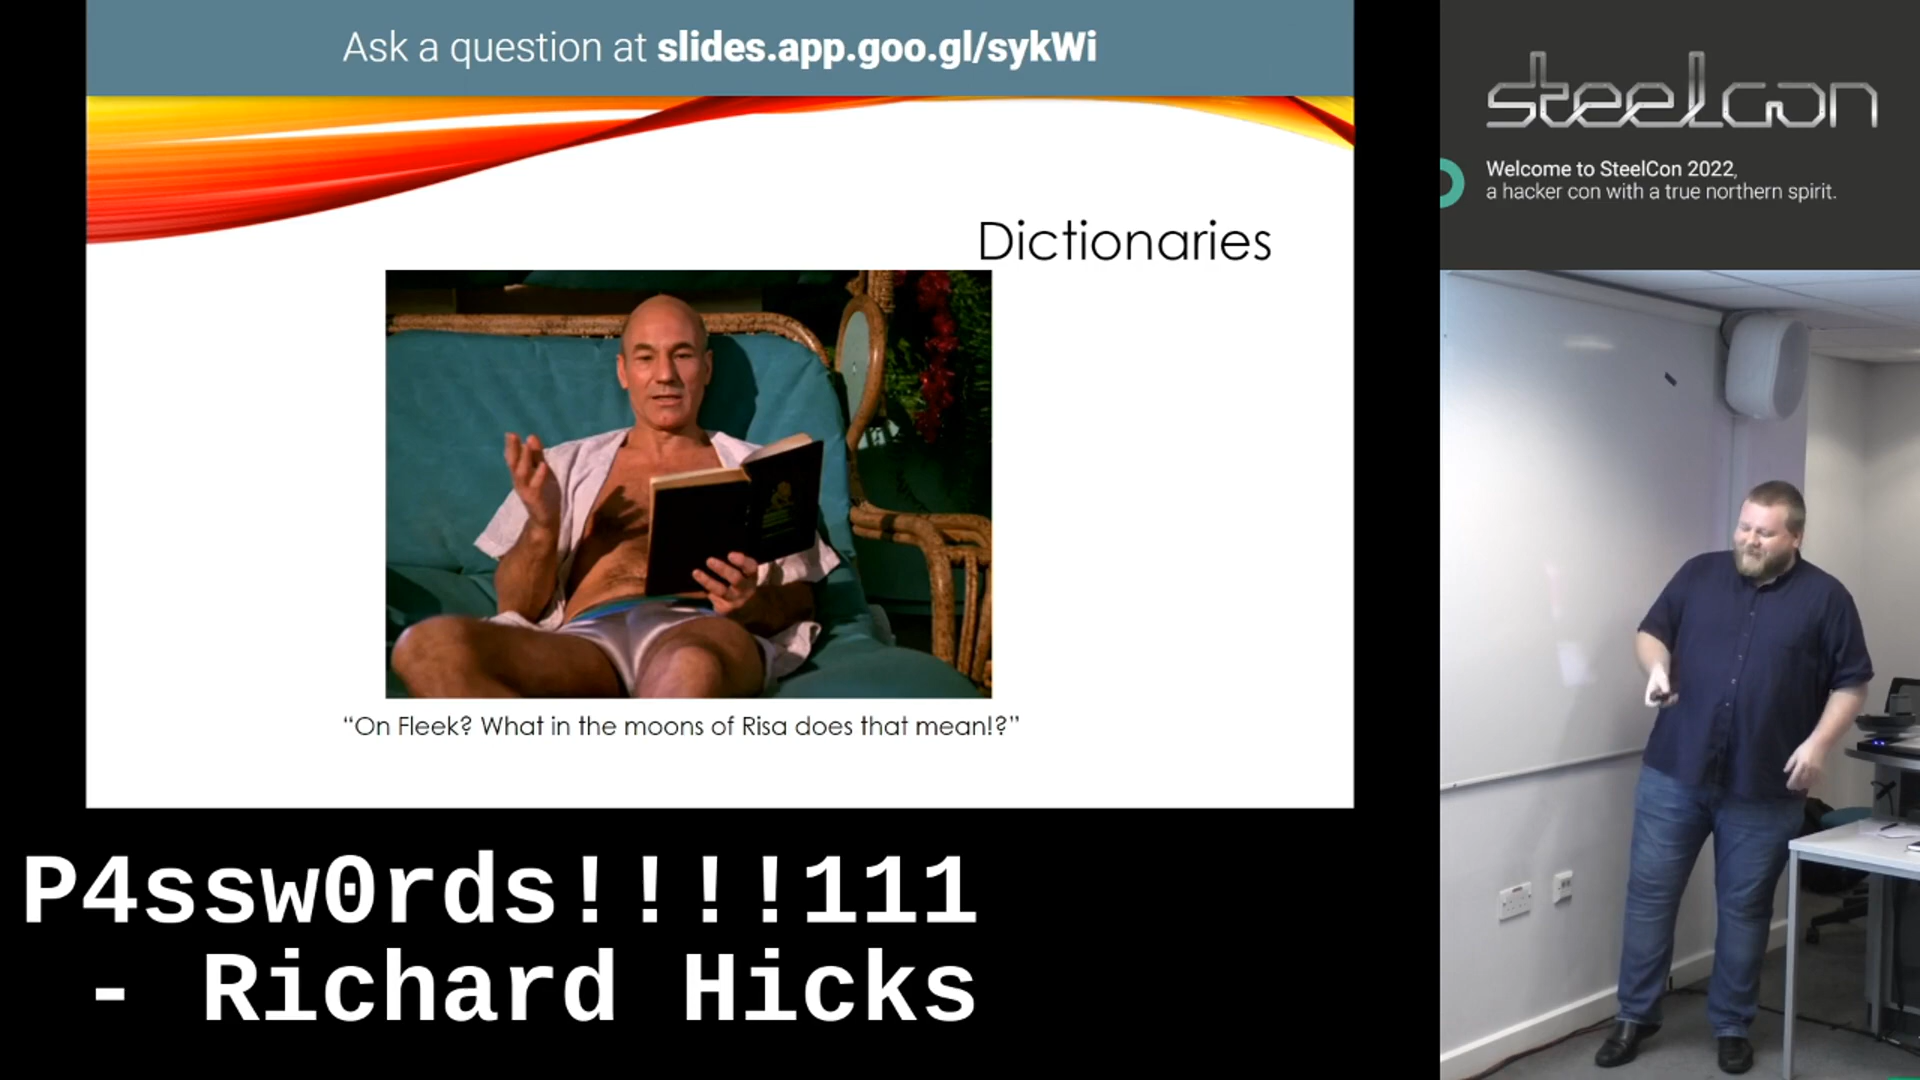 Ask a question at slides.app.goo.gl/sykWi
Dictionaries
“On Fleek? What in the moons of Risa does that mean!?”
P4ssw0rds!!!!111
- Richard Hicks
steelcon
Welcome to SteelCon 2022,
a hacker con with a true northern spirit.